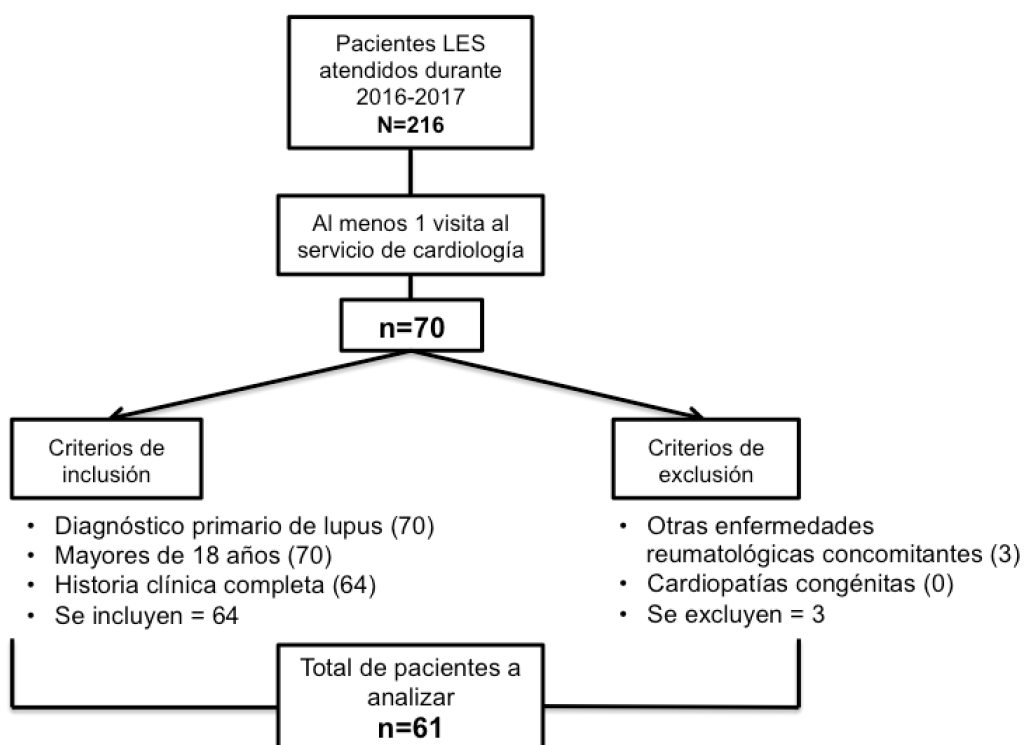 Pacientes LES
atendidos durante
2016-2017
N=216
Al menos 1 visita al
servicio de cardiología
n=70
Criterios de
inclusión
• Diagnóstico primario de lupus (70)
• Mayores de 18 años (70)
• Historia clínica completa (64)
• Se incluyen = 64
Criterios de
exclusión
• Otras enfermedades
reumatológicas concomitantes (3)
• Cardiopatías congénitas (0)
• Se excluyen = 3
Total de pacientes a
analizar
n=61